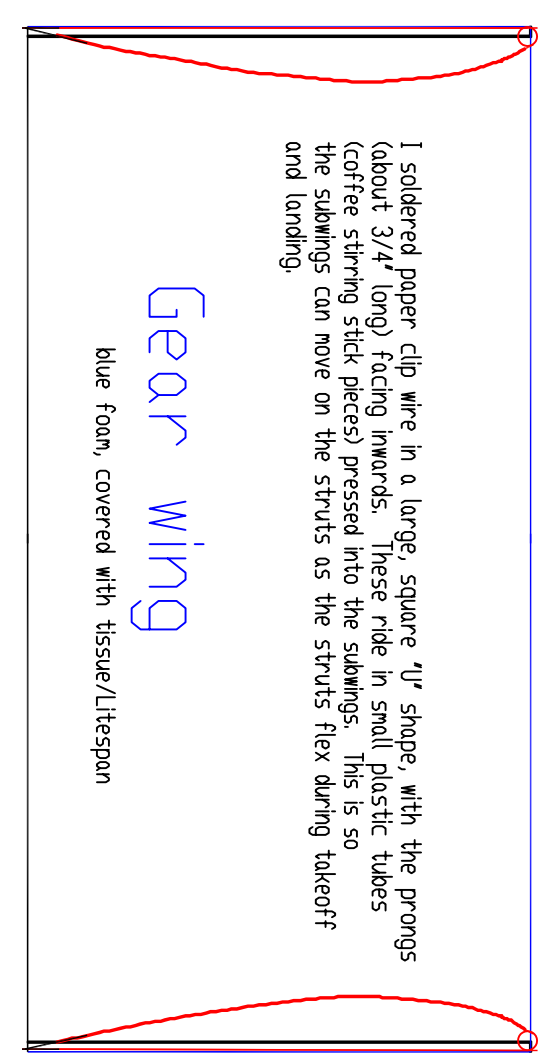 I soldered paper clip wire in a large, square "U" shape, with the prongs
(about 3/4" long) facing inwards. These ride in small plastic tubes
(coffee stirring stick pieces) pressed into the subwings. This is so
the subwings can move on the struts as the struts flex during takeoff
and landing.
Gear wing
blue foam, covered with tissue/Litespan